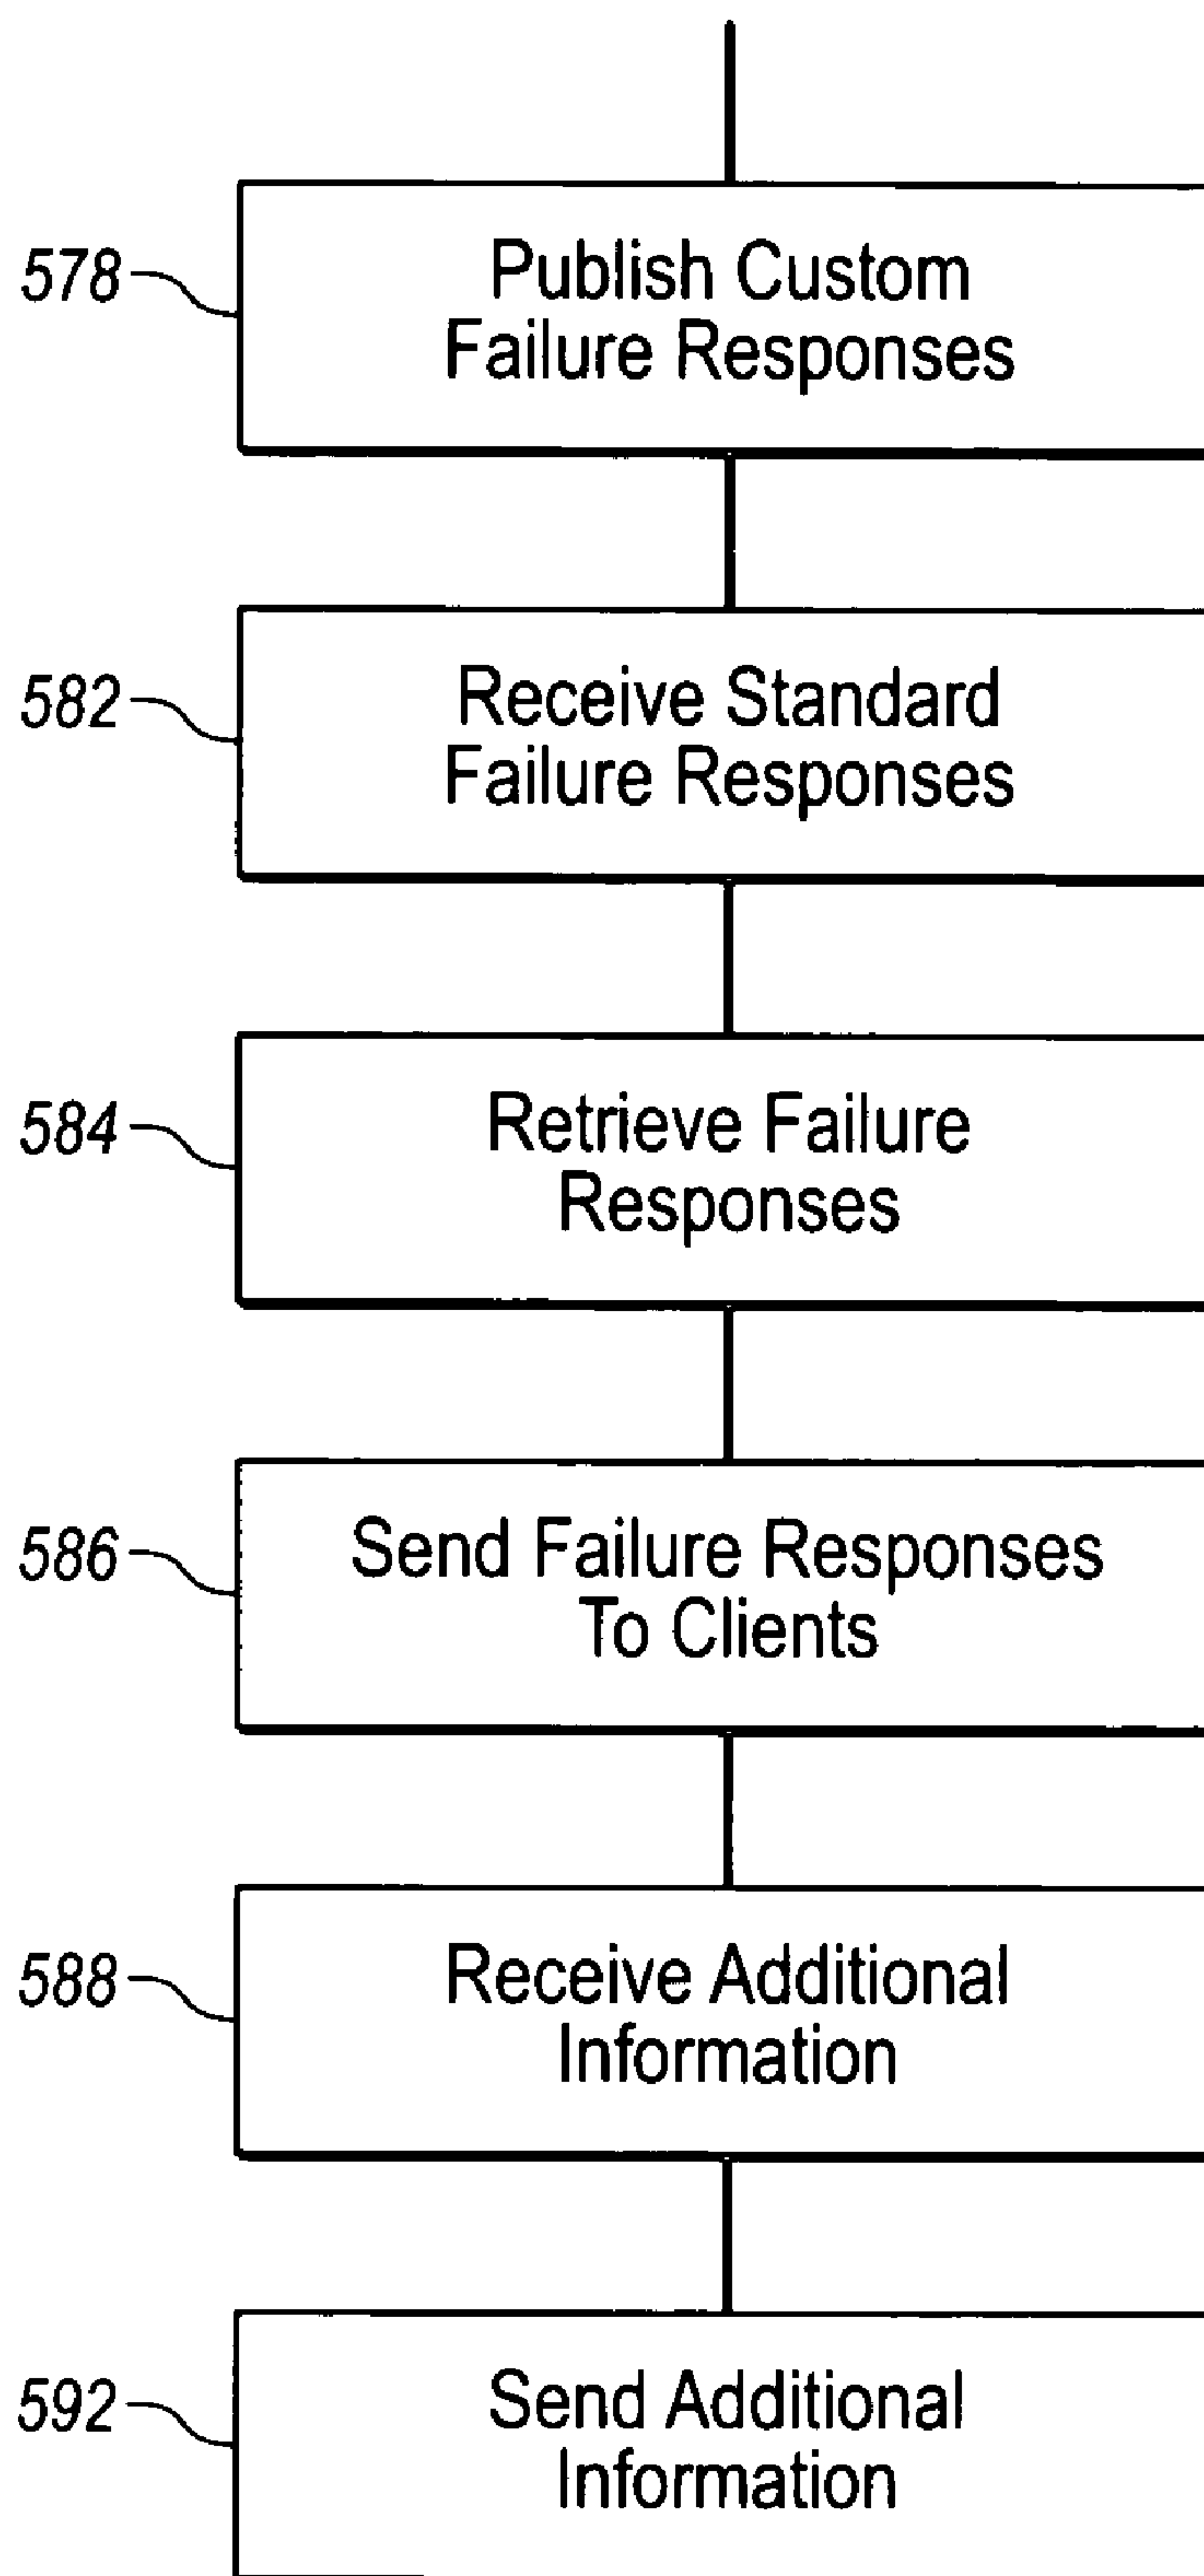 578
Publish Custom
Failure Responses
582
Receive Standard
Failure Responses
584
Retrieve Failure
Responses
586
Send Failure Responses
To Clients
588
Receive Additional
Information
592
Send Additional
Information